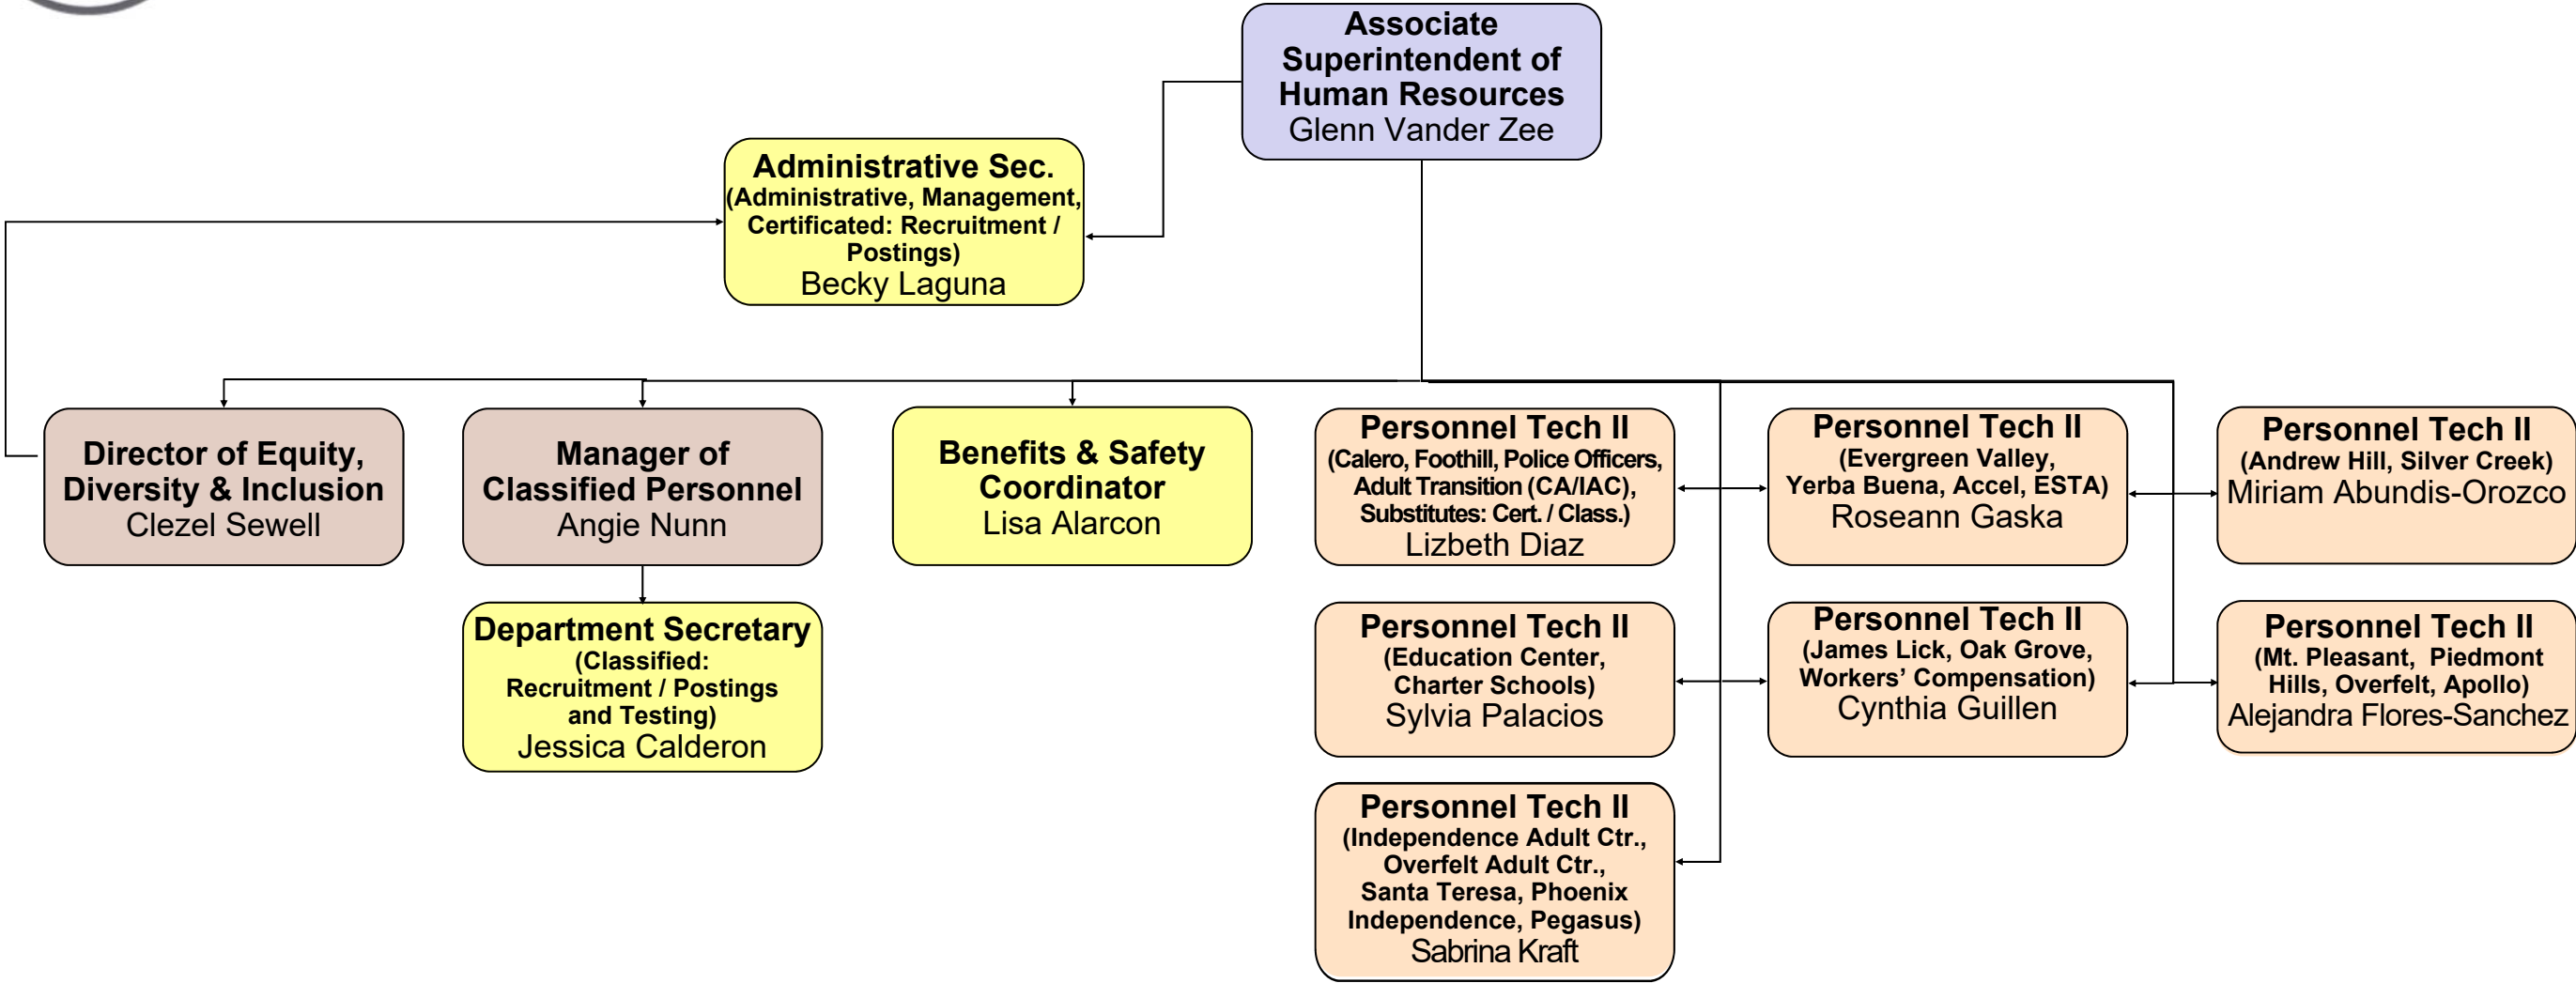 Associate
Superintendent of
Human Resources
Glenn Vander Zee
Administrative Sec.
(Administrative, Management,
Certificated: Recruitment /
Postings)
Becky Laguna
Director of Equity,
Diversity & Inclusion
Clezel Sewell
Manager of
Classified Personnel
Angie Nunn
Benefits & Safety
Coordinator
Lisa Alarcon
Personnel Tech II
(Calero, Foothill, Police Officers,
Adult Transition (CA/IAC),
Substitutes: Cert. / Class.)
Lizbeth Diaz
Personnel Tech II
(Evergreen Valley,
Yerba Buena, Accel, ESTA)
Roseann Gaska
Personnel Tech II
(Andrew Hill, Silver Creek)
Miriam Abundis-Orozco
Department Secretary
(Classified:
Recruitment / Postings
and Testing)
Jessica Calderon
Personnel Tech II
(Education Center,
Charter Schools)
Sylvia Palacios
Personnel Tech II
(James Lick, Oak Grove,
Workers’ Compensation)
Cynthia Guillen
Personnel Tech II
(Mt. Pleasant, Piedmont
Hills, Overfelt, Apollo)
Alejandra Flores-Sanchez
Personnel Tech II
(Independence Adult Ctr.,
Overfelt Adult Ctr.,
Santa Teresa, Phoenix
Independence, Pegasus)
Sabrina Kraft